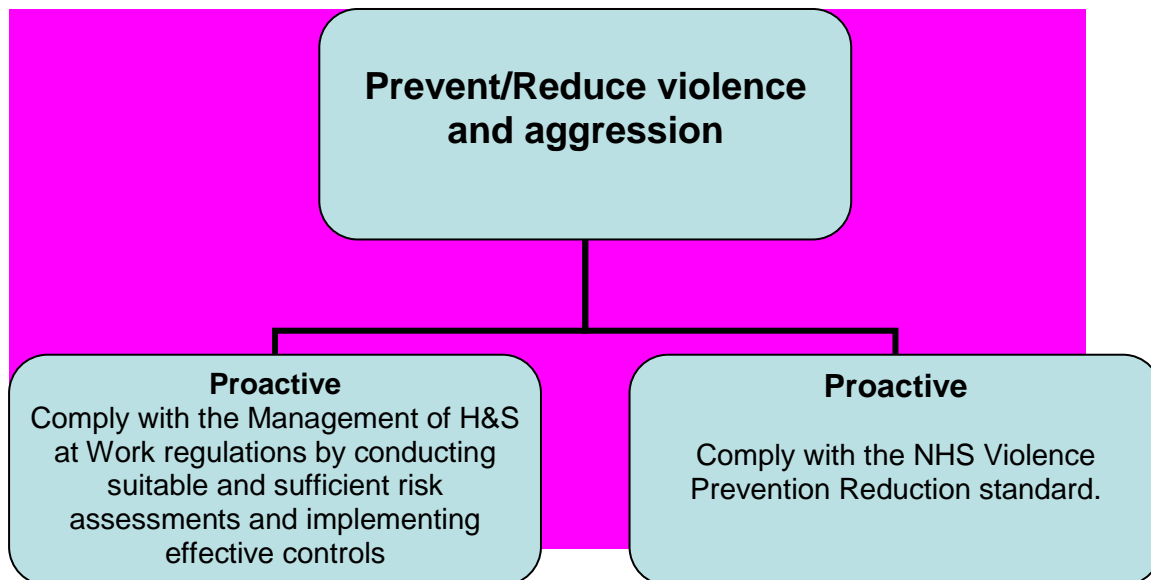 Prevent/Reduce violence
and aggression
Proactive
Comply with the Management of H&S
at Work regulations by conducting
suitable and sufficient risk
assessments and implementing
effective controls
Proactive
Comply with the NHS Violence
Prevention Reduction standard.